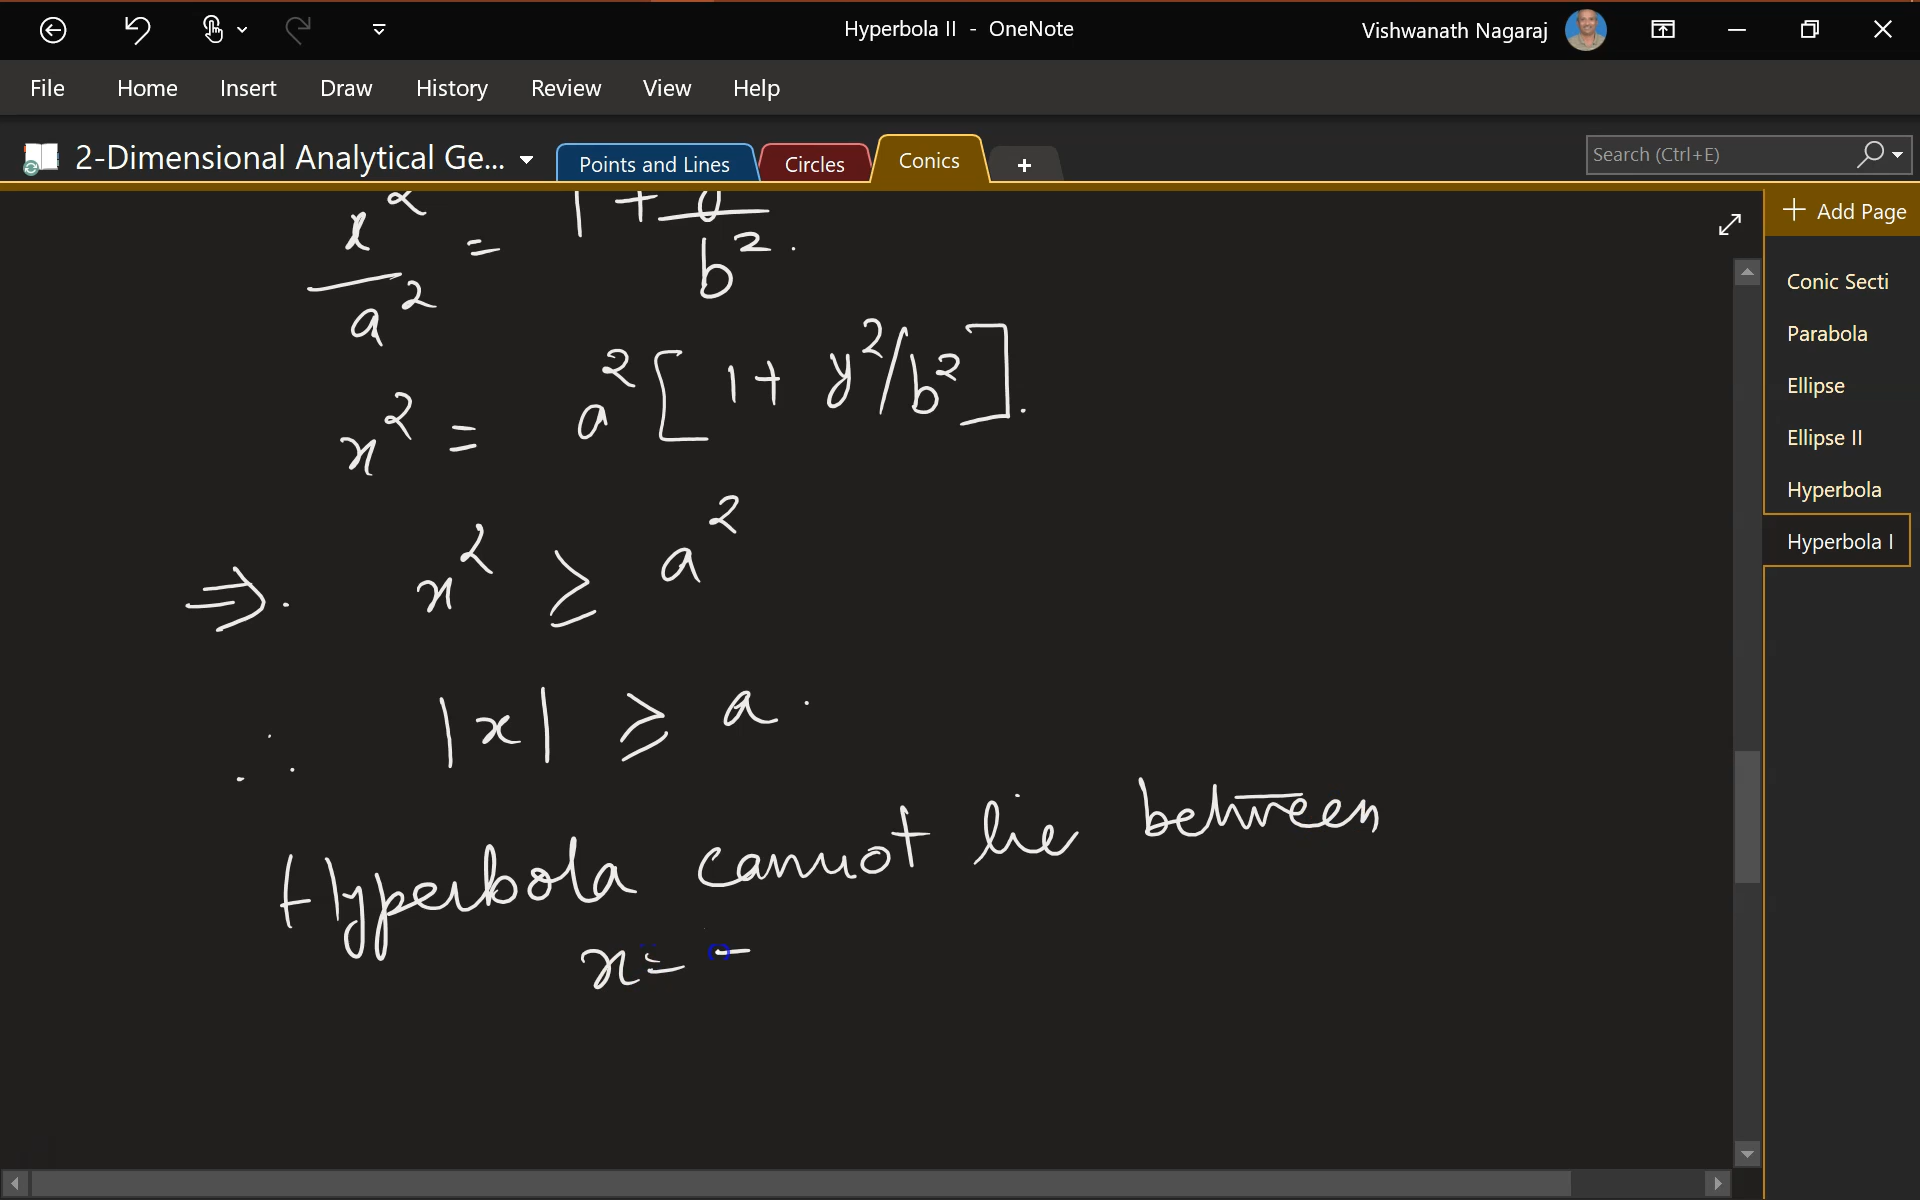 Hyperbola II - OneNote
Vishwanath Nagaraj
File Home Insert Draw History Review View Help
2-Dimensional Analytical Ge...
Points and Lines
Circles
Conics
+
Search (Ctrl+E)
x²/a² = 1 + y²/b².
x² = a² [ 1 + y²/b² ].
⇒. x² ≥ a²
∴ |x| ≥ a.
Hyperbola cannot lie between
x = -
+ Add Page
Conic Secti
Parabola
Ellipse
Ellipse II
Hyperbola
Hyperbola I